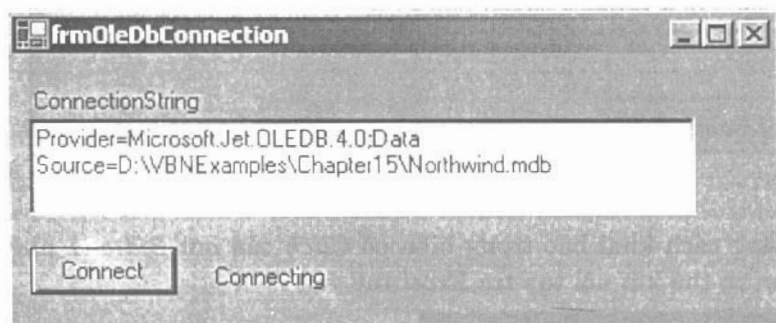 frmOleDbConnection
ConnectionString
Provider=Microsoft.Jet.OLEDB.4.0;Data
Source=D:\VBNExamples\Chapter15\Northwind.mdb
Connect
Connecting